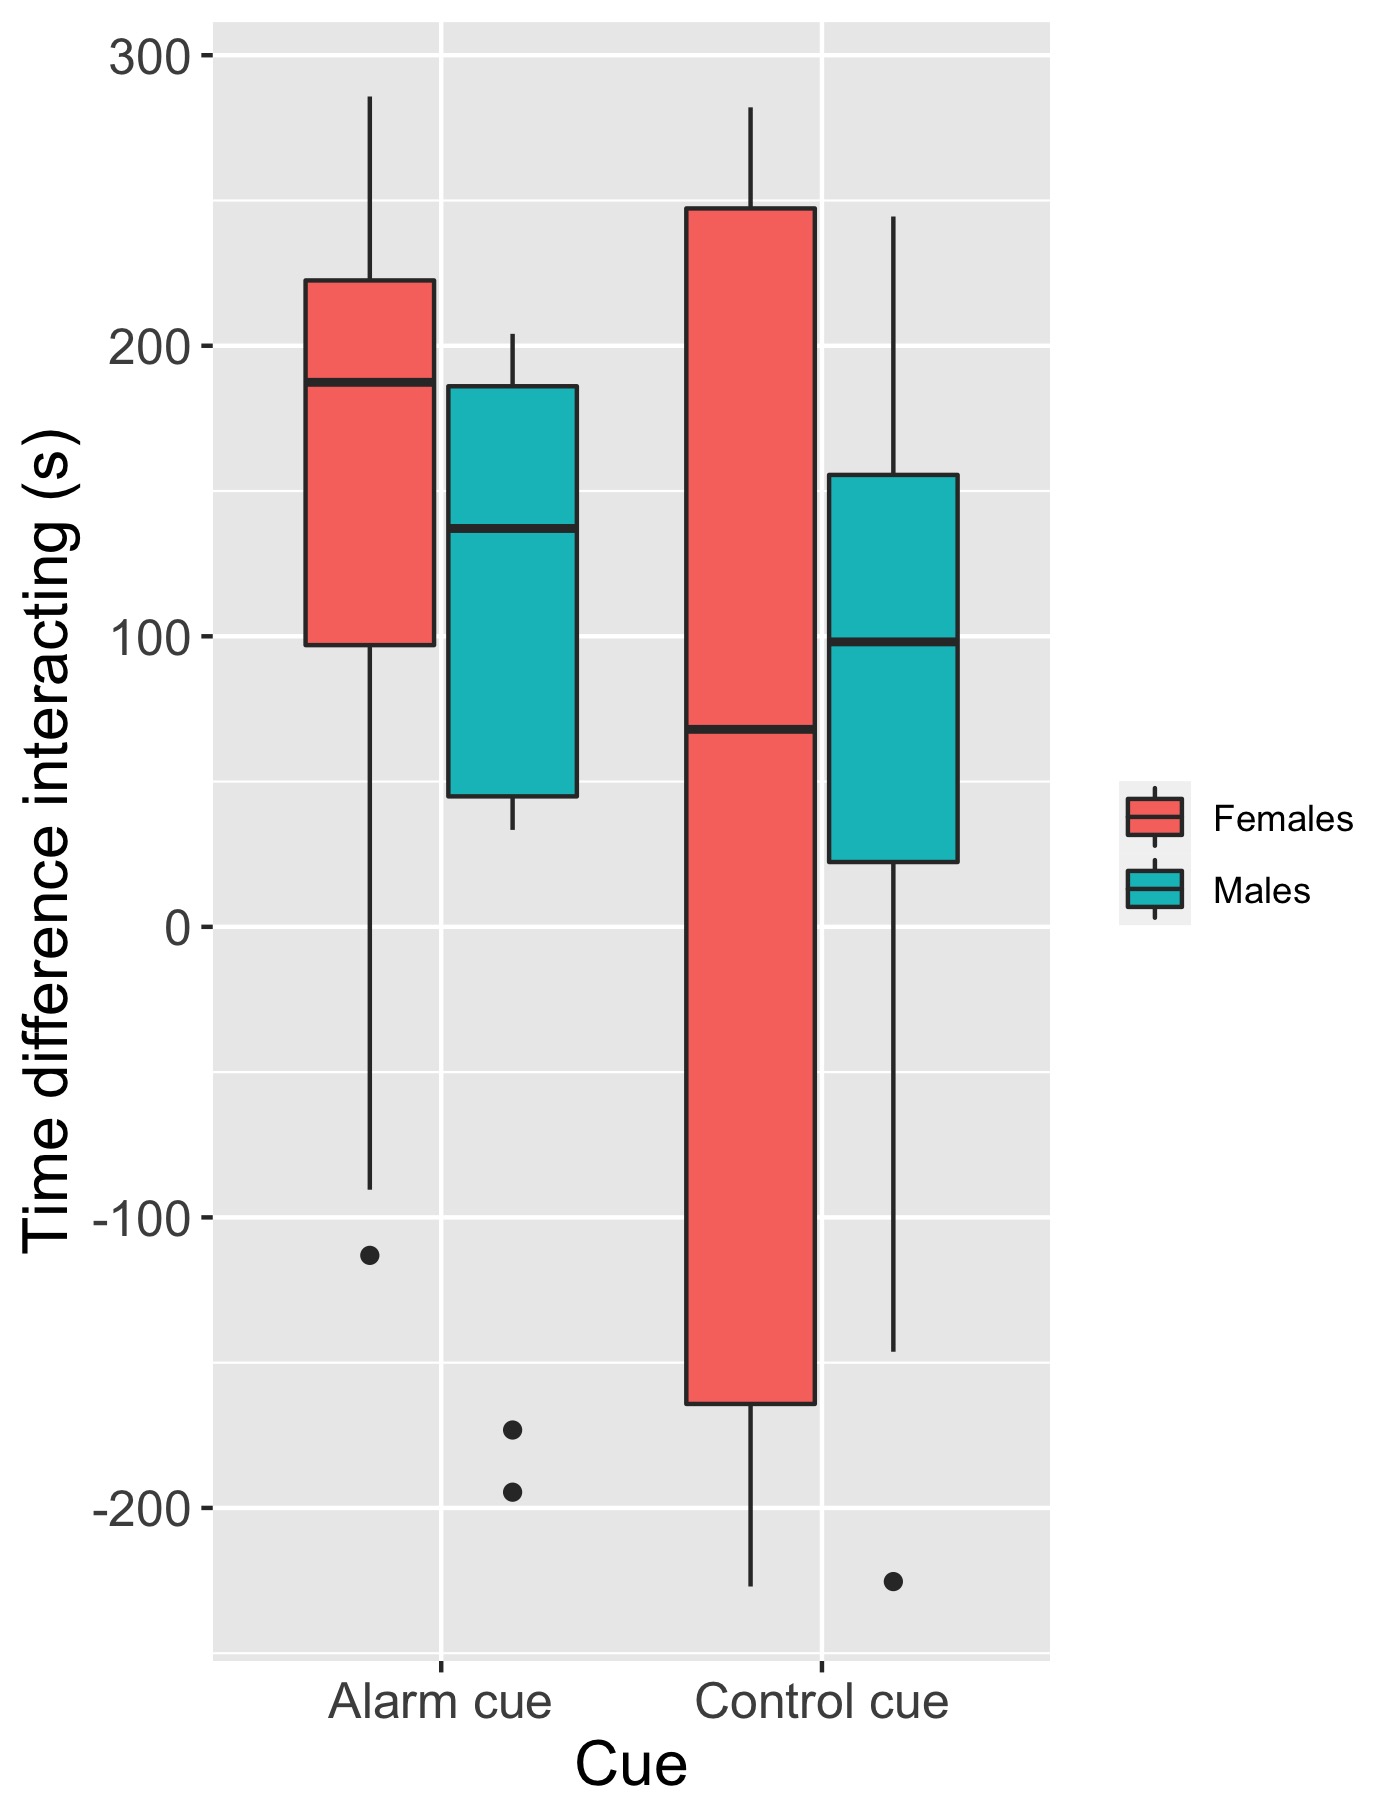 Time difference interacting (s)
300
200
100
0
-100
-200
Alarm cue
Control cue
Cue
Females
Males